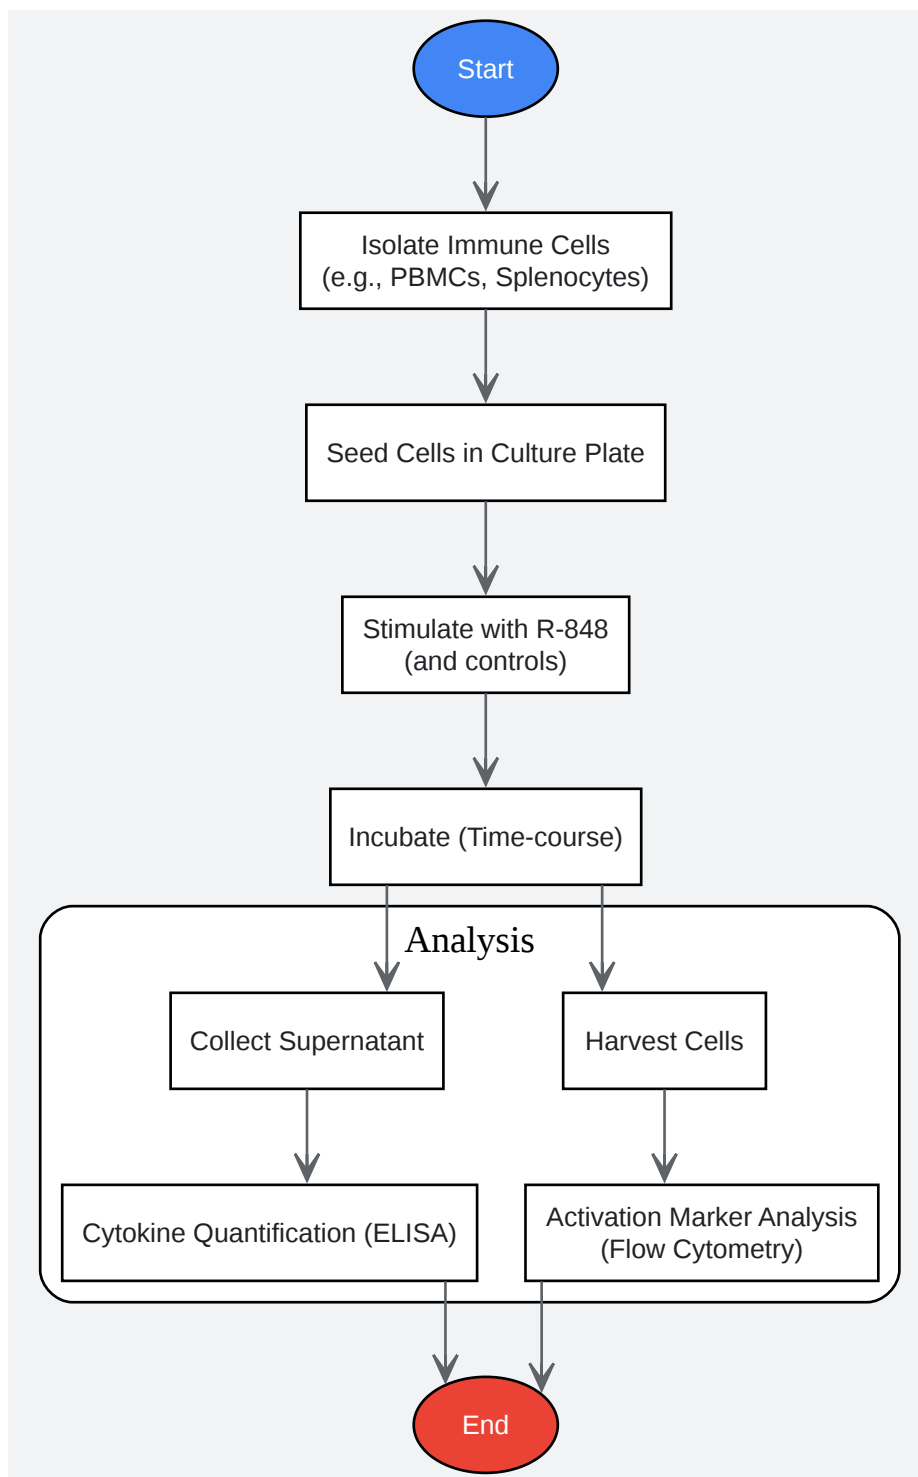 Start
Isolate Immune Cells
(e.g., PBMCs, Splenocytes)
Seed Cells in Culture Plate
Stimulate with R-848
(and controls)
Incubate (Time-course)
Analysis
Collect Supernatant
Harvest Cells
Cytokine Quantification (ELISA)
Activation Marker Analysis
(Flow Cytometry)
End